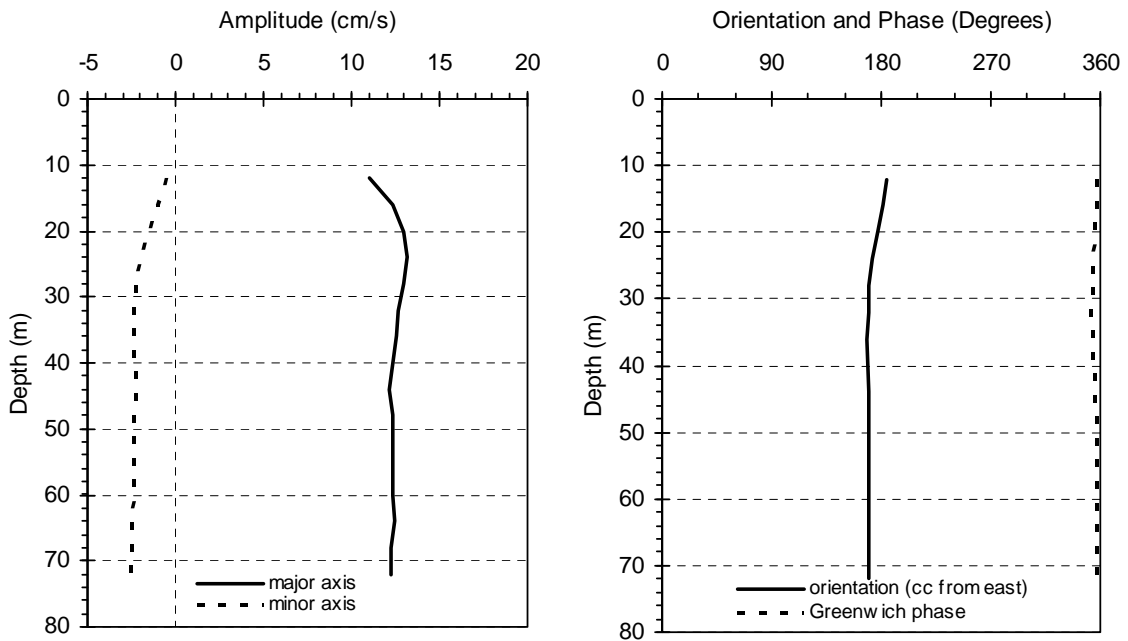 Amplitude (cm/s)
-5 0 5 10 15 20
0
10
20
30
40
50
60
70
80
Depth (m)
major axis
minor axis
Orientation and Phase (Degrees)
0 90 180 270 360
0
10
20
30
40
50
60
70
80
Depth (m)
orientation (cc from east)
Greenwich phase